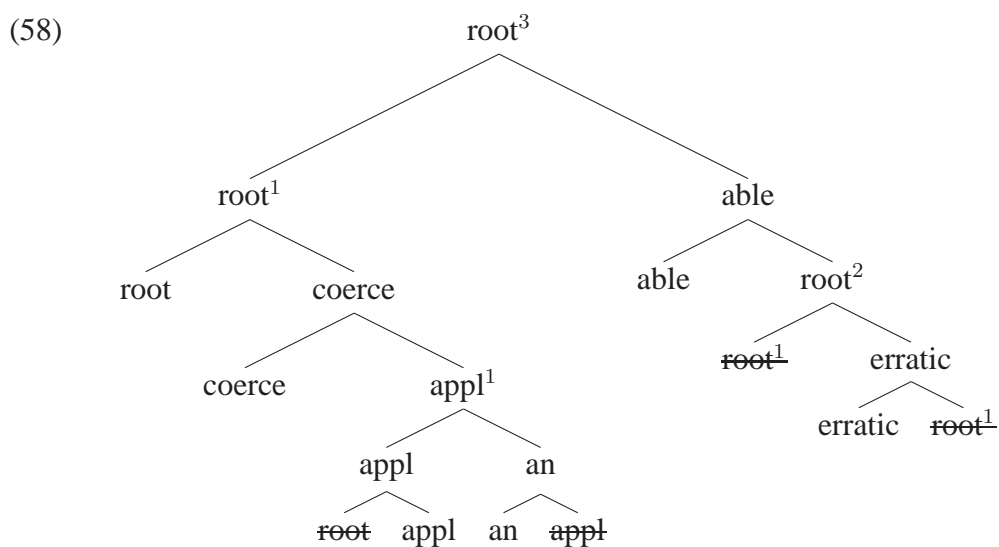 (58) root³
root¹ able
root coerce able root²
~~root¹~~ erratic
coerce appl¹
erratic ~~root¹~~
appl an
~~root~~ appl an ~~appl~~